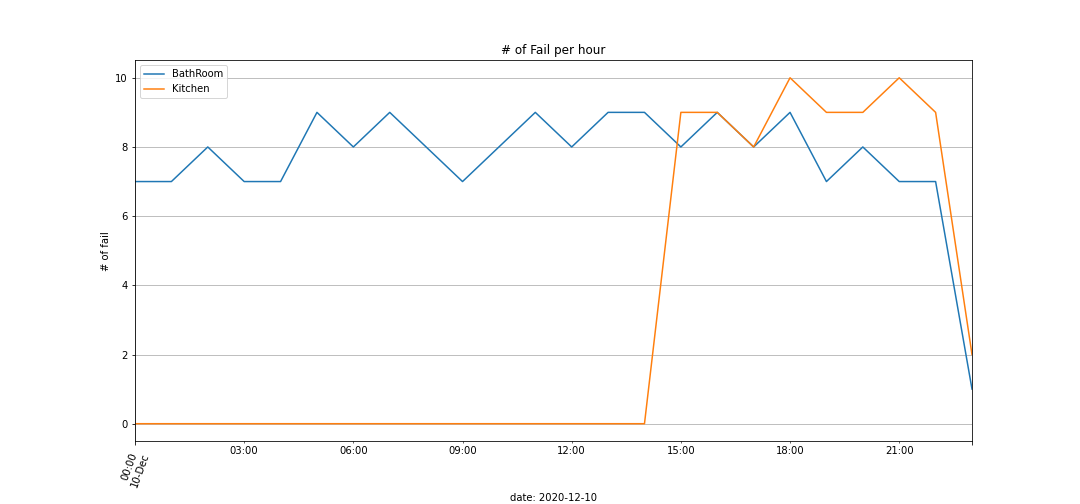 # of Fail per hour
BathRoom
Kitchen
10
8
6
4
2
0
# of fail
00:00
10-Dec
03:00
06:00
09:00
12:00
15:00
18:00
21:00
date: 2020-12-10